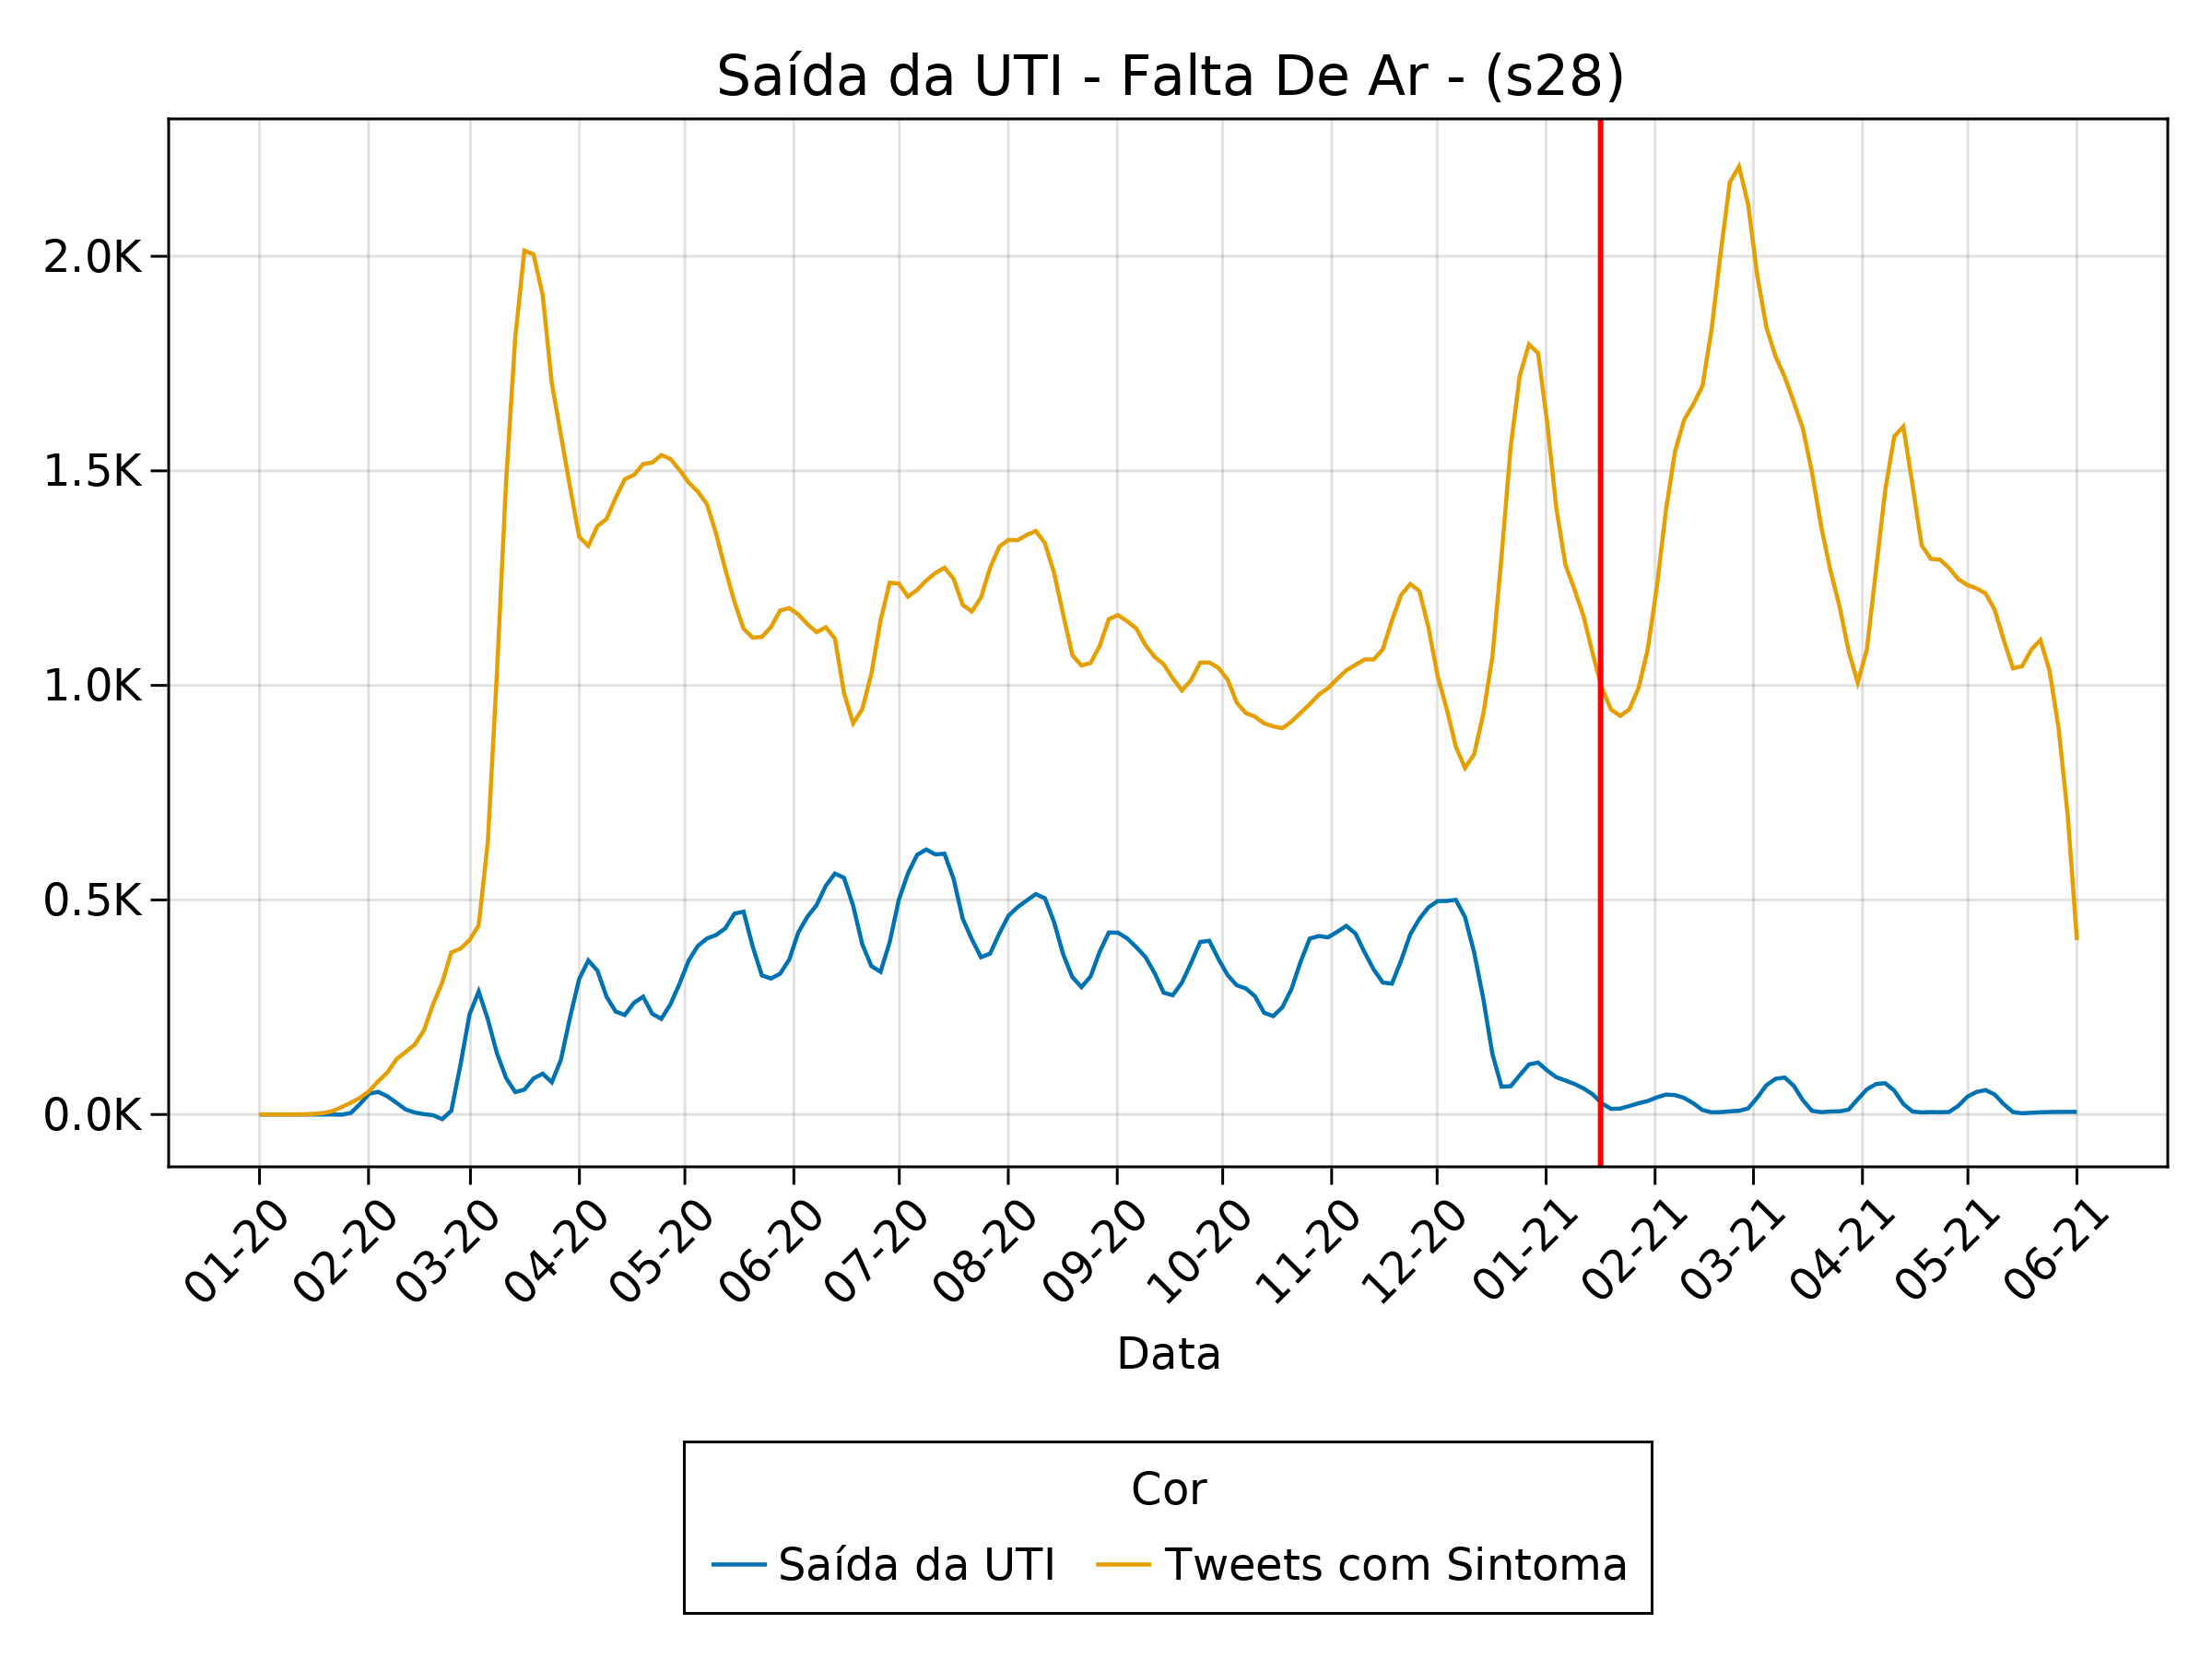 Saída da UTI - Falta De Ar - (s28)
2.0K
1.5K
1.0K
0.5K
0.0K
01-20 02-20 03-20 04-20 05-20 06-20 07-20 08-20 09-20 10-20 11-20 12-20 01-21 02-21 03-21 04-21 05-21 06-21
Data
Cor
Saída da UTI Tweets com Sintoma